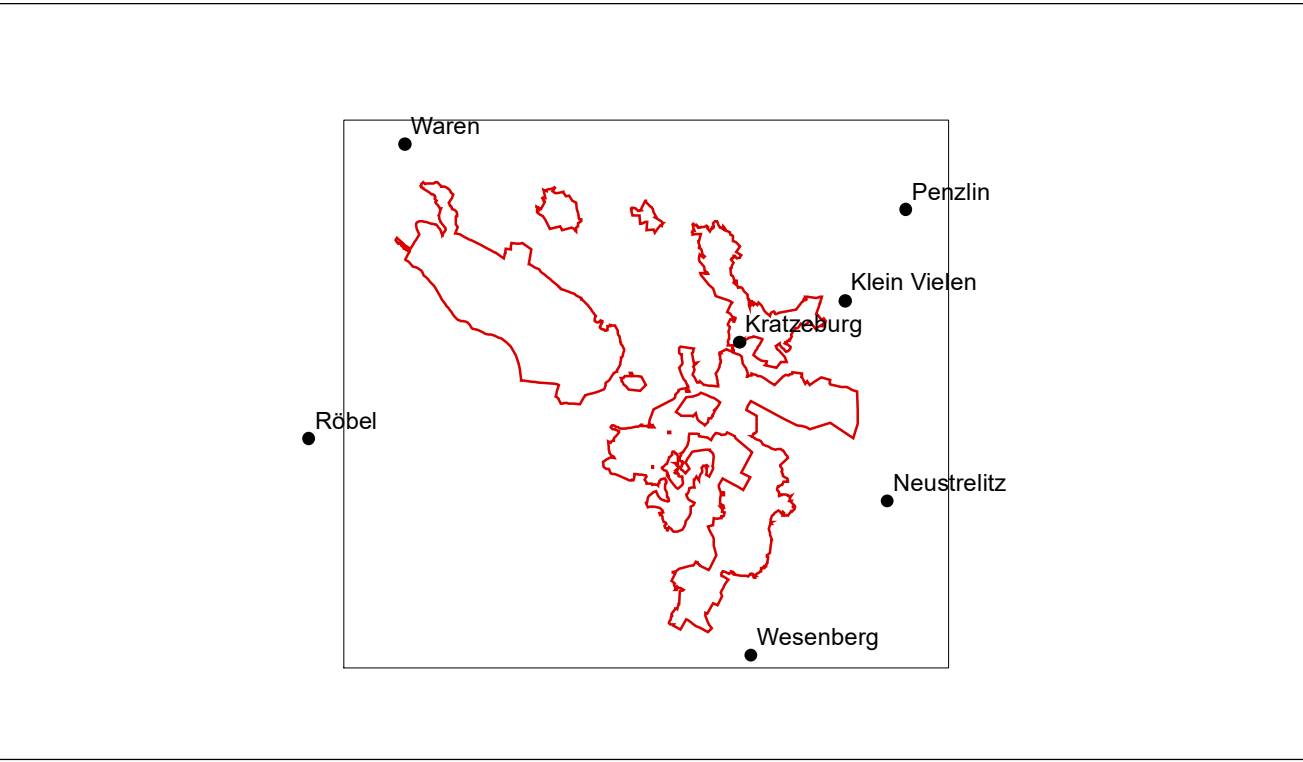 Waren
Penzlin
Klein Vielen
Kratzeburg
Röbel
Neustrelitz
Wesenberg